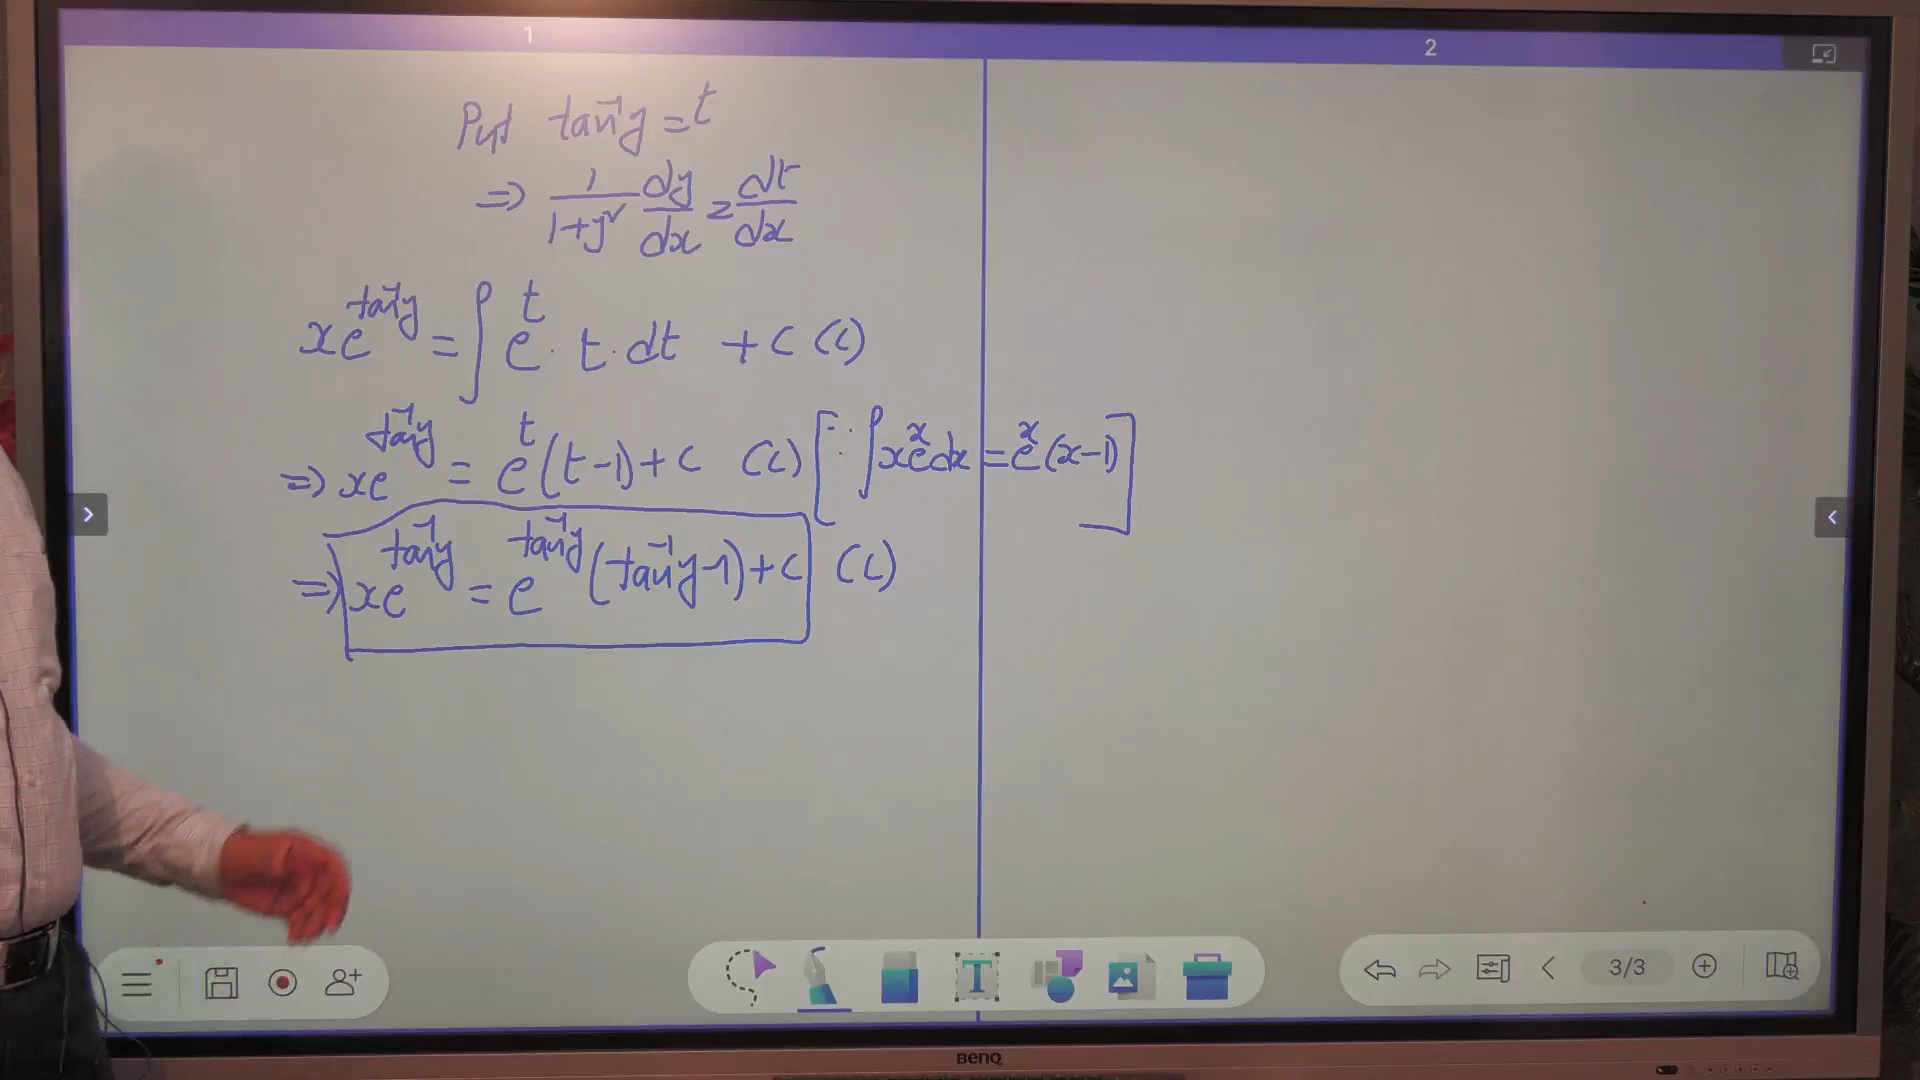 1
2
Put tan⁻¹y = t
⇒ 1/(1+y²) dy/dx = dt/dx
xe^(tan⁻¹y) = ∫ e^t · t · dt + c (c)
⇒ xe^(tan⁻¹y) = e^t (t-1) + c (c) [∵ ∫xe^x dx = e^x (x-1)]
⇒ xe^(tan⁻¹y) = e^(tan⁻¹y) (tan⁻¹y-1) + c (c)
T
3/3
BenQ